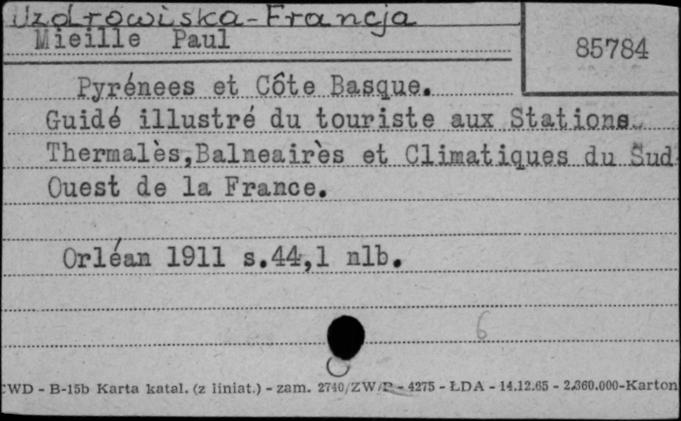 Uzdrowiska-Francja
Mieille Paul
85784
Pyrénees et Côte Basque.
Guidé illustré du touriste aux Stations
Thermalès,Balneairès et Climatiques du Sud
Ouest de la France.
Orléan 1911 s.44,1 nlb.
6
WD - B-15b Karta katal. (z liniat.) - zam. 2740/ZW/P - 4275 - ŁDA - 14.12.65 - 2.360.000-Karton